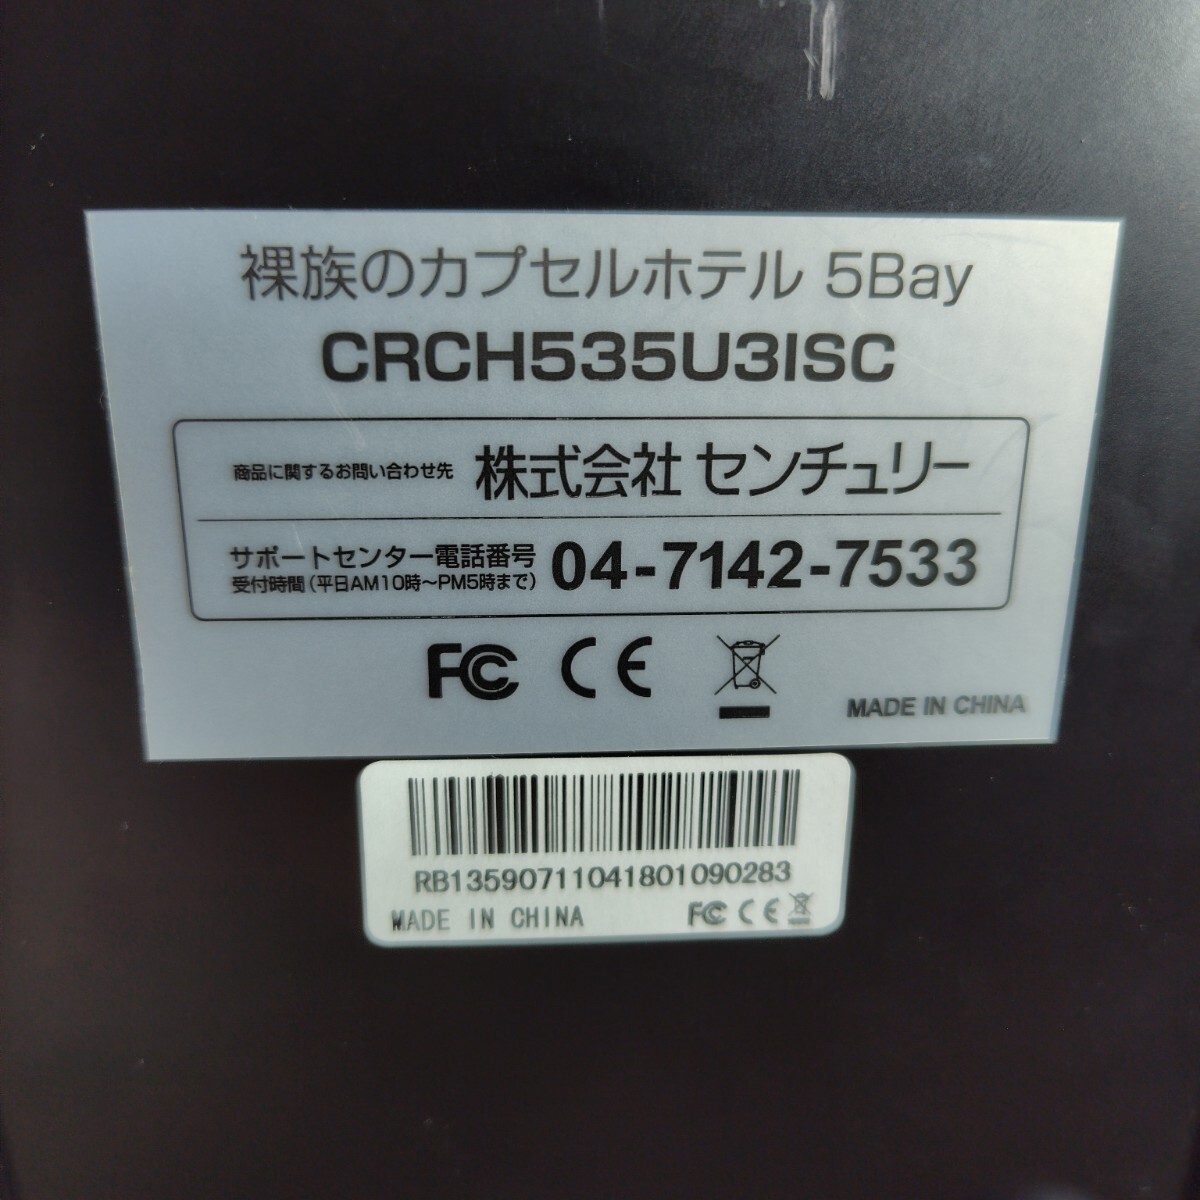 裸族のカプセルホテル 5Bay
CRCH535U3ISC
商品に関するお問い合わせ先 株式会社 センチュリー
サポートセンター電話番号 04-7142-7533
受付時間(平日AM10時〜PM5時まで)
FC CE
MADE IN CHINA
RB135907110418010902​83
MADE IN CHINA FC CE